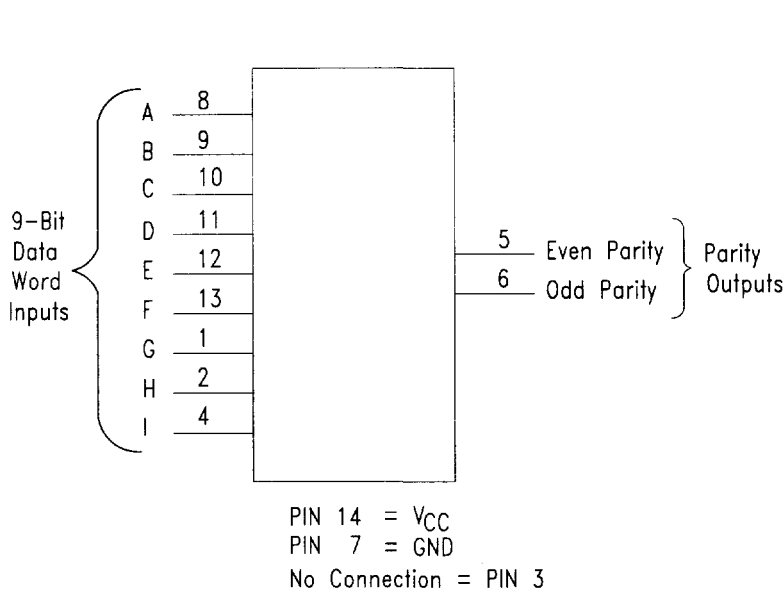 9-Bit
Data
Word
Inputs
A 8
B 9
C 10
D 11
E 12
F 13
G 1
H 2
I 4
5 Even Parity
6 Odd Parity
Parity
Outputs
PIN 14 = VCC
PIN 7 = GND
No Connection = PIN 3